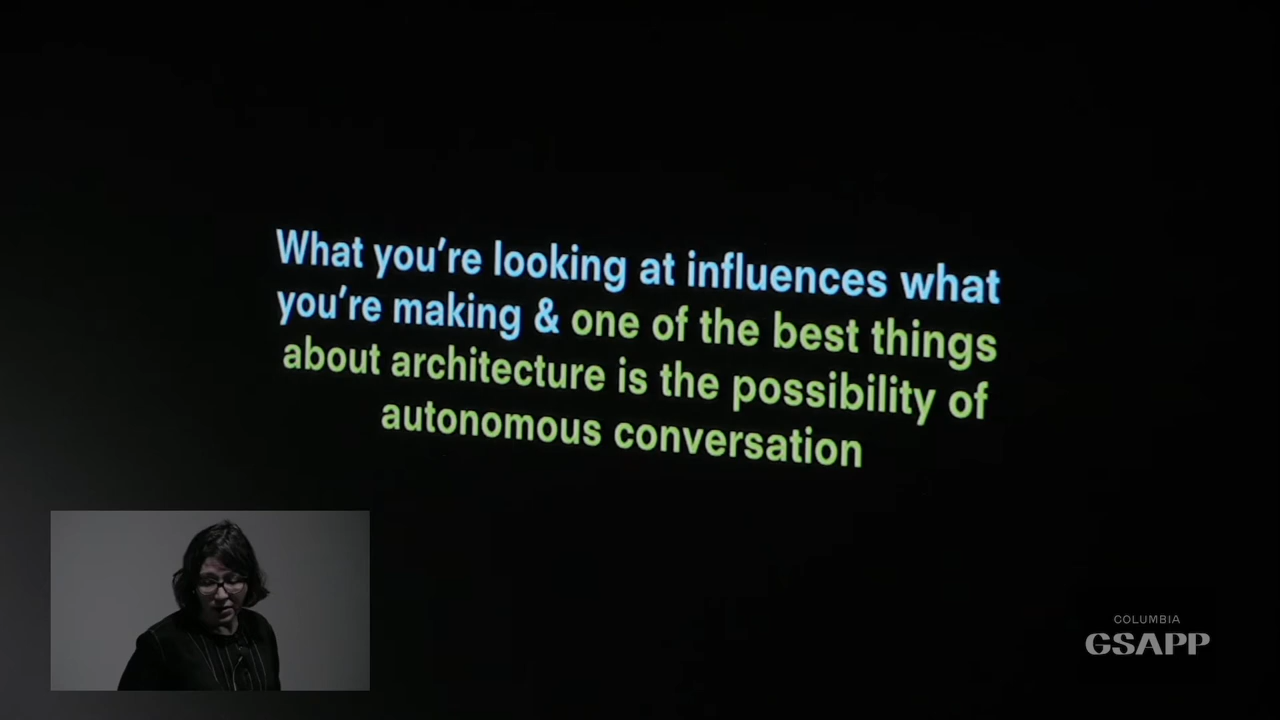 What you’re looking at influences what
you’re making & one of the best things
about architecture is the possibility of
autonomous conversation
COLUMBIA
GSAPP